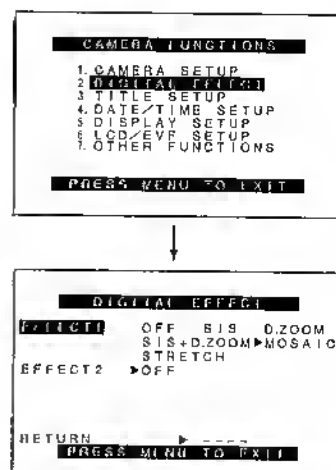 CAMERA FUNCTIONS
1. CAMERA SETUP
2 DIGITAL EFFECT
3 TITLE SETUP
4. DATE/TIME SETUP
5 DISPLAY SETUP
6 LCD/EVF SETUP
7. OTHER FUNCTIONS
PRESS MENU TO EXIT
DIGITAL EFFECT
EFFECT1 OFF SIS D.ZOOM
SIS+D.ZOOM ▶MOSAIC
STRETCH
EFFECT2 ▶OFF
RETURN ▶ ----
PRESS MENU TO EXIT